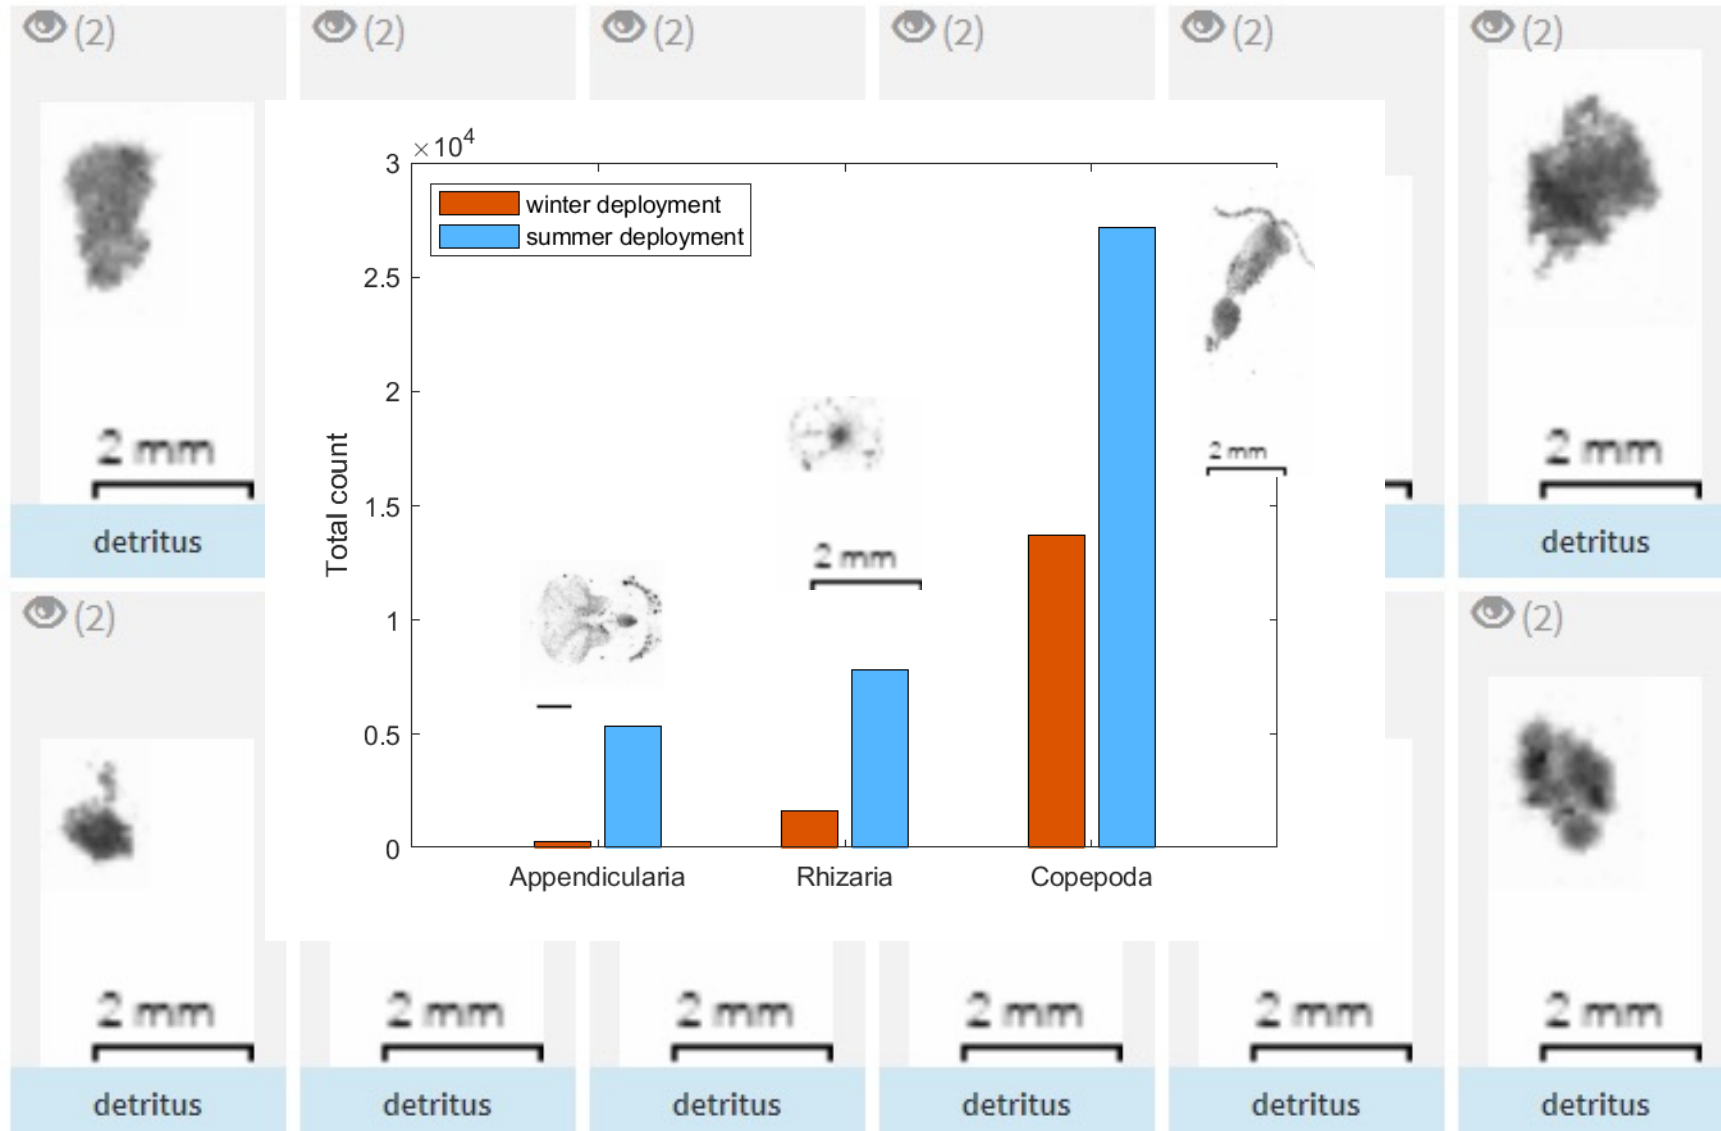 (2) (2) (2) (2) (2) (2)
×10⁴
3
winter deployment
summer deployment
2.5
2
1.5
1
0.5
0
Total count
2 mm
2 mm
Appendicularia Rhizaria Copepoda
2 mm 2 mm
detritus detritus
(2) (2)
2 mm 2 mm 2 mm 2 mm 2 mm 2 mm
detritus detritus detritus detritus detritus detritus